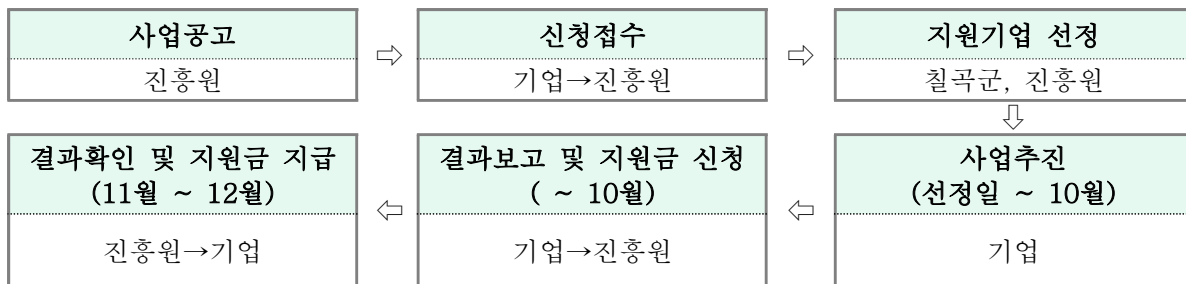 사업공고
진흥원
⇨
신청접수
기업→진흥원
⇨
지원기업 선정
칠곡군, 진흥원
⇩
사업추진
(선정일 ~ 10월)
기업
⇦
결과보고 및 지원금 신청
( ~ 10월)
기업→진흥원
⇦
결과확인 및 지원금 지급
(11월 ~ 12월)
진흥원→기업